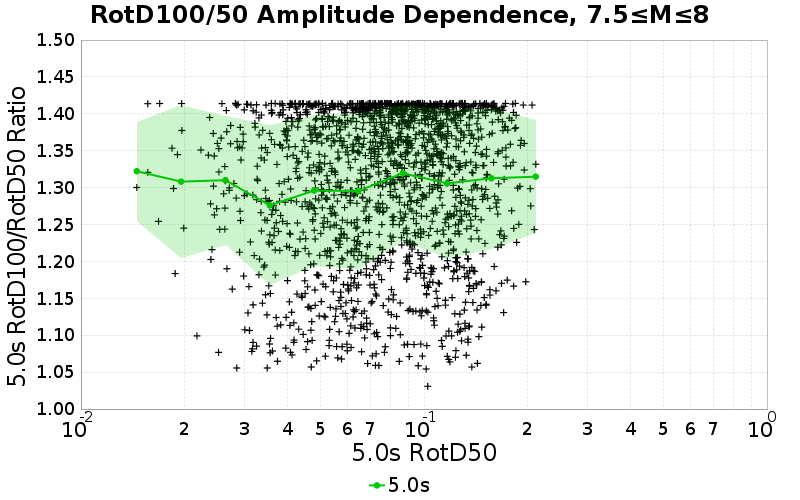 RotD100/50 Amplitude Dependence, 7.5≤M≤8
5.0s RotD100/RotD50 Ratio
1.50
1.45
1.40
1.35
1.30
1.25
1.20
1.15
1.10
1.05
1.00
10-2 2 3 4 5 6 7 10-1 2 3 4 5 6 7 100
5.0s RotD50
5.0s